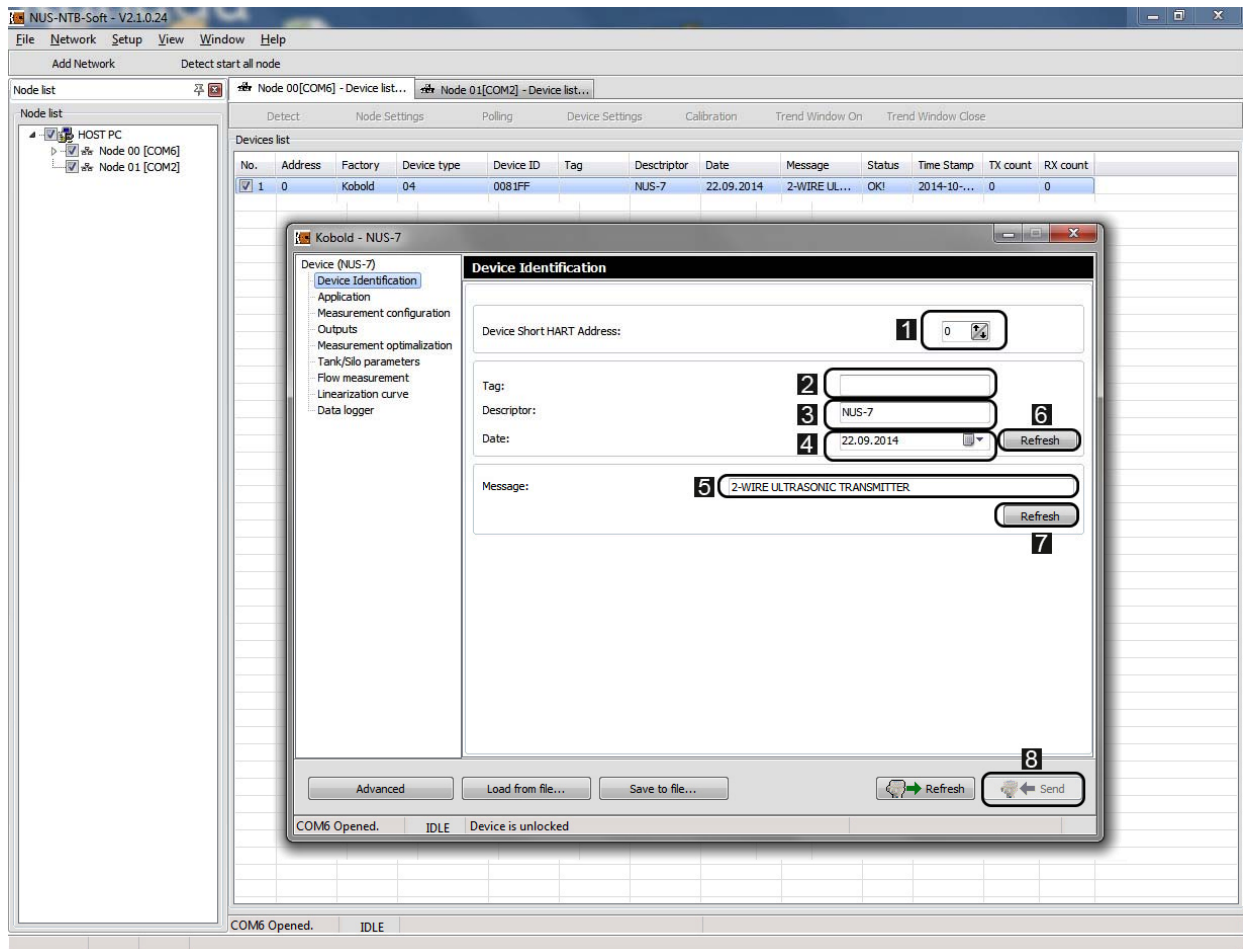 NUS-NTB-Soft - V2.1.0.24
File Network Setup View Window Help
Add Network Detect start all node
Node list
Node 00[COM6] - Device list... Node 01[COM2] - Device list...
Node list
HOST PC
Node 00 [COM6]
Node 01 [COM2]
Detect Node Settings Polling Device Settings Calibration Trend Window On Trend Window Close
Devices list
No. Address Factory Device type Device ID Tag Desctriptor Date Message Status Time Stamp TX count RX count
1 0 Kobold 04 0081FF NUS-7 22.09.2014 2-WIRE UL... OK! 2014-10-... 0 0
Kobold - NUS-7
Device (NUS-7)
Device Identification
Application
Measurement configuration
Outputs
Measurement optimalization
Tank/Silo parameters
Flow measurement
Linearization curve
Data logger
Device Identification
Device Short HART Address: 1 0
Tag: 2
Descriptor: 3 NUS-7 6
Date: 4 22.09.2014 Refresh
Message: 5 2-WIRE ULTRASONIC TRANSMITTER
Refresh
7
8
Advanced Load from file... Save to file... Refresh Send
COM6 Opened. IDLE Device is unlocked
COM6 Opened. IDLE